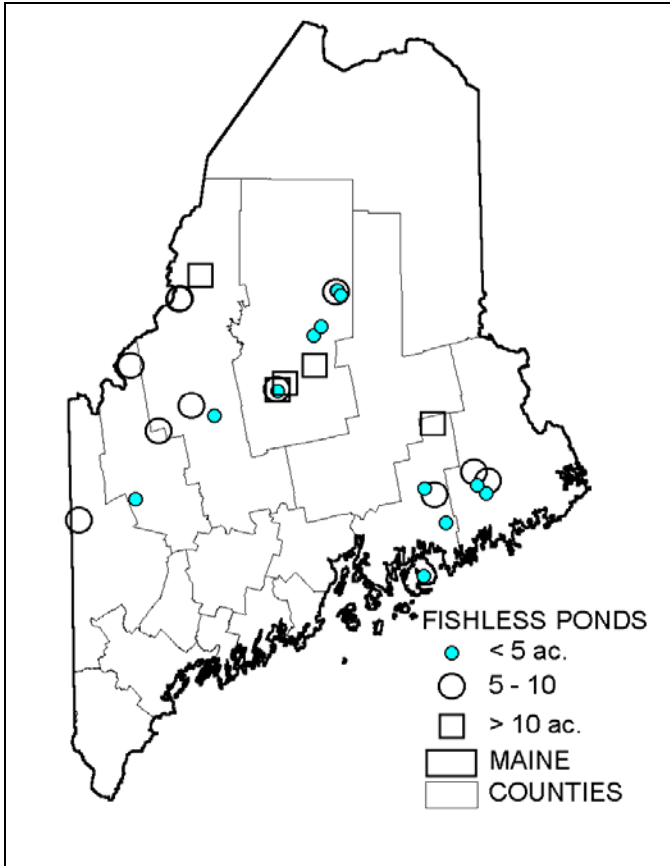 FISHLESS PONDS
< 5 ac.
5 - 10
> 10 ac.
MAINE
COUNTIES